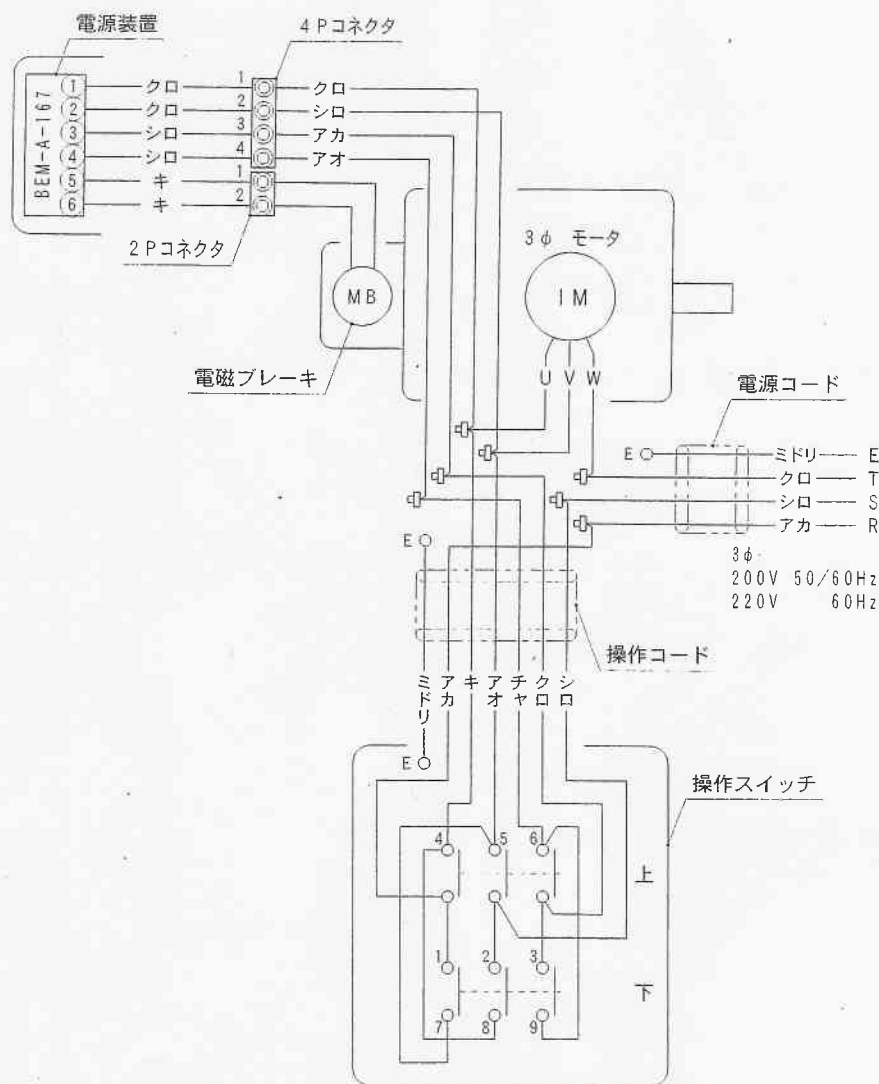 電源装置
4Pコネクタ
BEM-A-167
1 クロ 1 クロ
2 クロ 2 シロ
3 シロ 3 アカ
4 シロ 4 アオ
5 キ 1
6 キ 2
2Pコネクタ
3φ モータ
MB
IM
電磁ブレーキ
U V W
電源コード
E ミドリ E
クロ T
シロ S
アカ R
E
3φ
200V 50/60Hz
220V 60Hz
操作コード
ミドリ
アカ
キ
アオ
チャ
クロ
シロ
E
操作スイッチ
4 5 6
上
1 2 3
下
7 8 9